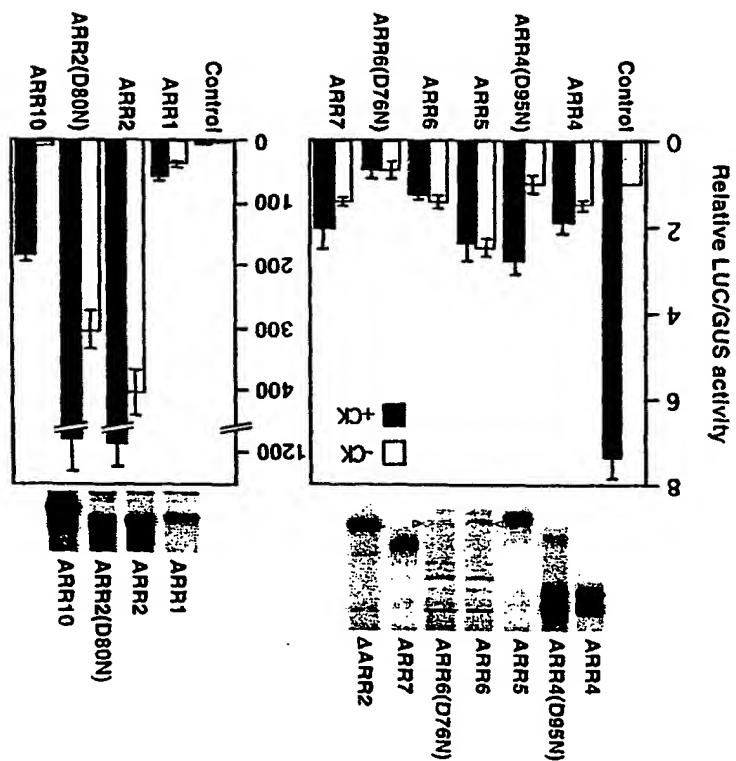 Relative LUC/GUS activity
0
2
4
6
8
Control
ARR4
ARR4(D95N)
ARR5
ARR6
ARR6(D76N)
ARR7
-CK
+CK
ARR4
ARR4(D95N)
ARR5
ARR6
ARR6(D76N)
ARR7
ΔARR2
0
100
200
300
400
1200
Control
ARR1
ARR2
ARR2(D80N)
ARR10
ARR1
ARR2
ARR2(D80N)
ARR10